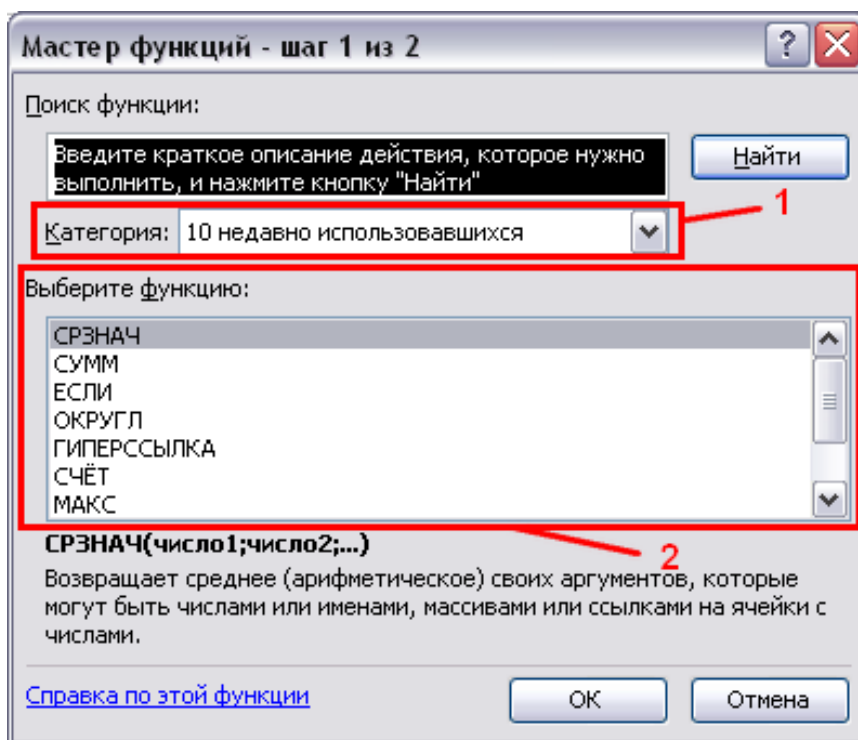 Мастер функций - шаг 1 из 2
Поиск функции:
Введите краткое описание действия, которое нужно
выполнить, и нажмите кнопку "Найти"
Найти
1
Категория: 10 недавно использовавшихся
Выберите функцию:
СРЗНАЧ
СУММ
ЕСЛИ
ОКРУГЛ
ГИПЕРССЫЛКА
СЧЁТ
МАКС
2
СРЗНАЧ(число1;число2;...)
Возвращает среднее (арифметическое) своих аргументов, которые
могут быть числами или именами, массивами или ссылками на ячейки с
числами.
Справка по этой функции
ОК
Отмена